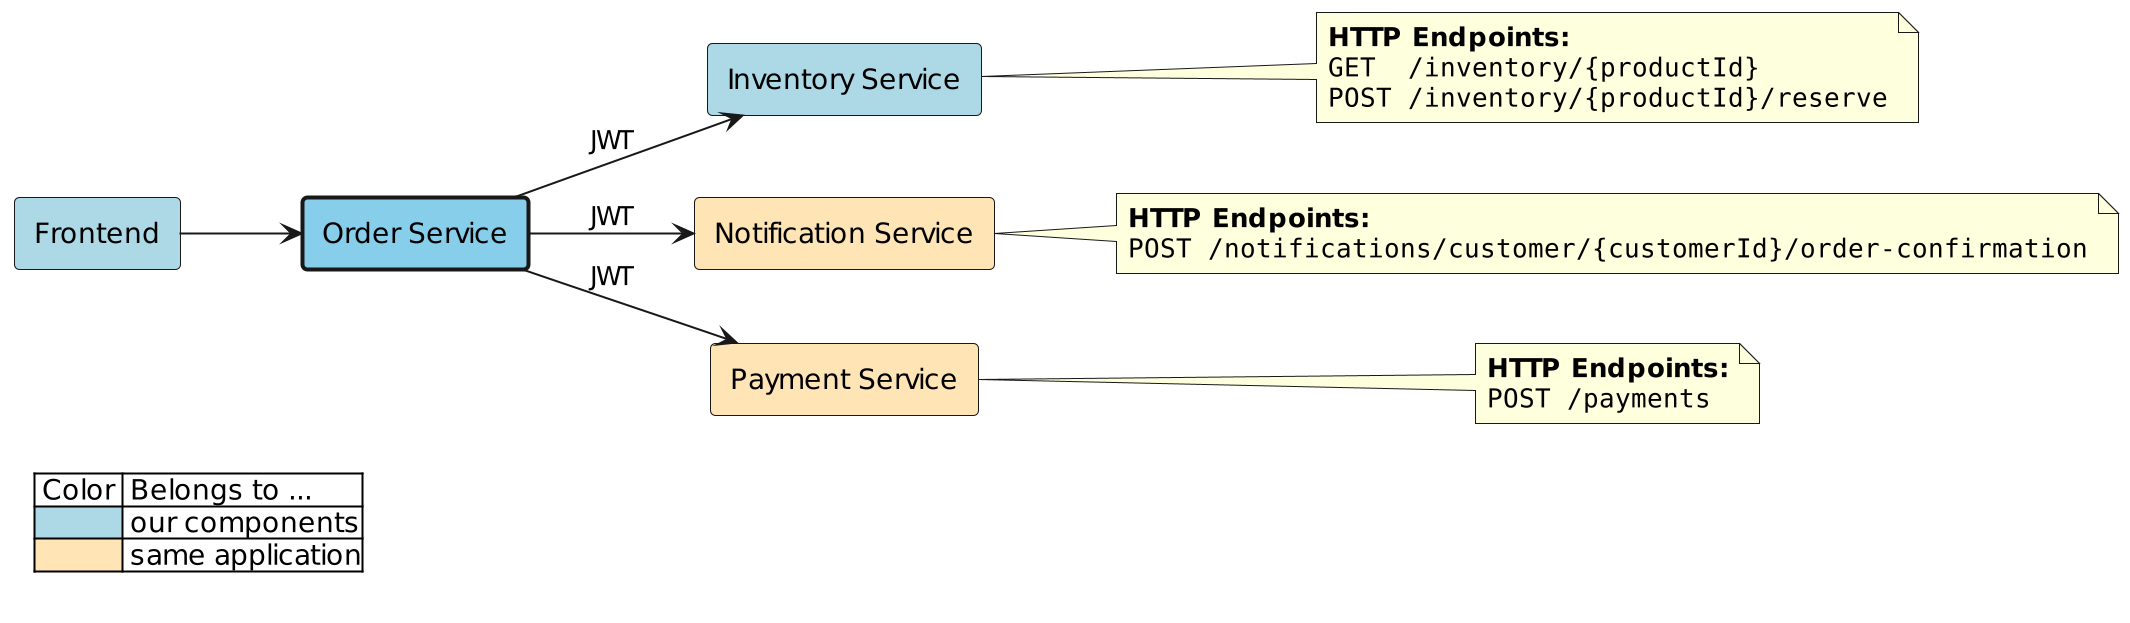 HTTP Endpoints:
GET  /inventory/{productId}
POST /inventory/{productId}/reserve
Inventory Service
JWT
Frontend
Order Service
JWT
Notification Service
HTTP Endpoints:
POST /notifications/customer/{customerId}/order-confirmation
JWT
Payment Service
HTTP Endpoints:
POST /payments
Color Belongs to ...
our components
same application